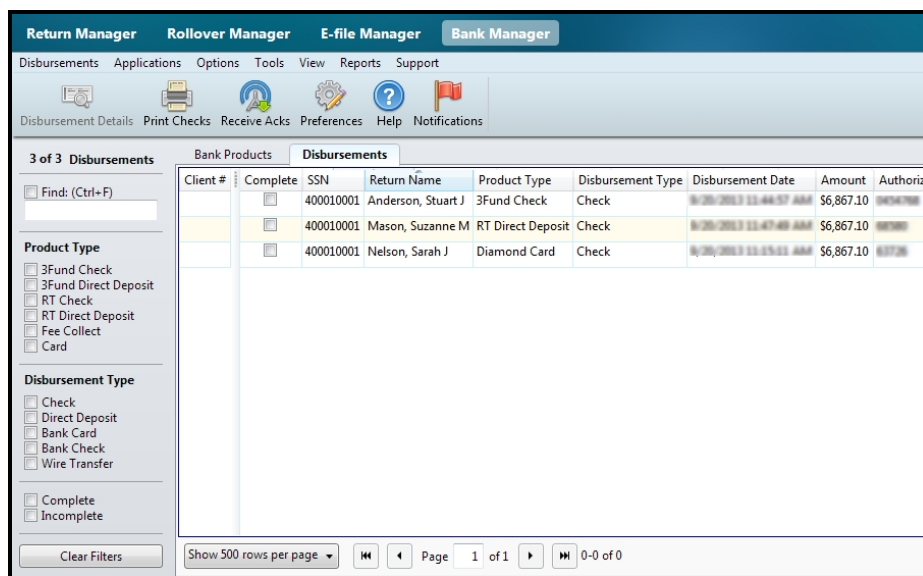 Return Manager Rollover Manager E-file Manager Bank Manager
Disbursements Applications Options Tools View Reports Support
Disbursement Details Print Checks Receive Acks Preferences Help Notifications
3 of 3 Disbursements
Find: (Ctrl+F)
Product Type
3Fund Check
3Fund Direct Deposit
RT Check
RT Direct Deposit
Fee Collect
Card
Disbursement Type
Check
Direct Deposit
Bank Card
Bank Check
Wire Transfer
Complete
Incomplete
Clear Filters
Bank Products Disbursements
Client # Complete SSN Return Name Product Type Disbursement Type Disbursement Date Amount Authoriz
400010001 Anderson, Stuart J 3Fund Check Check $6,867.10
400010001 Mason, Suzanne M RT Direct Deposit Check $6,867.10
400010001 Nelson, Sarah J Diamond Card Check $6,867.10
Show 500 rows per page Page 1 of 1 0-0 of 0